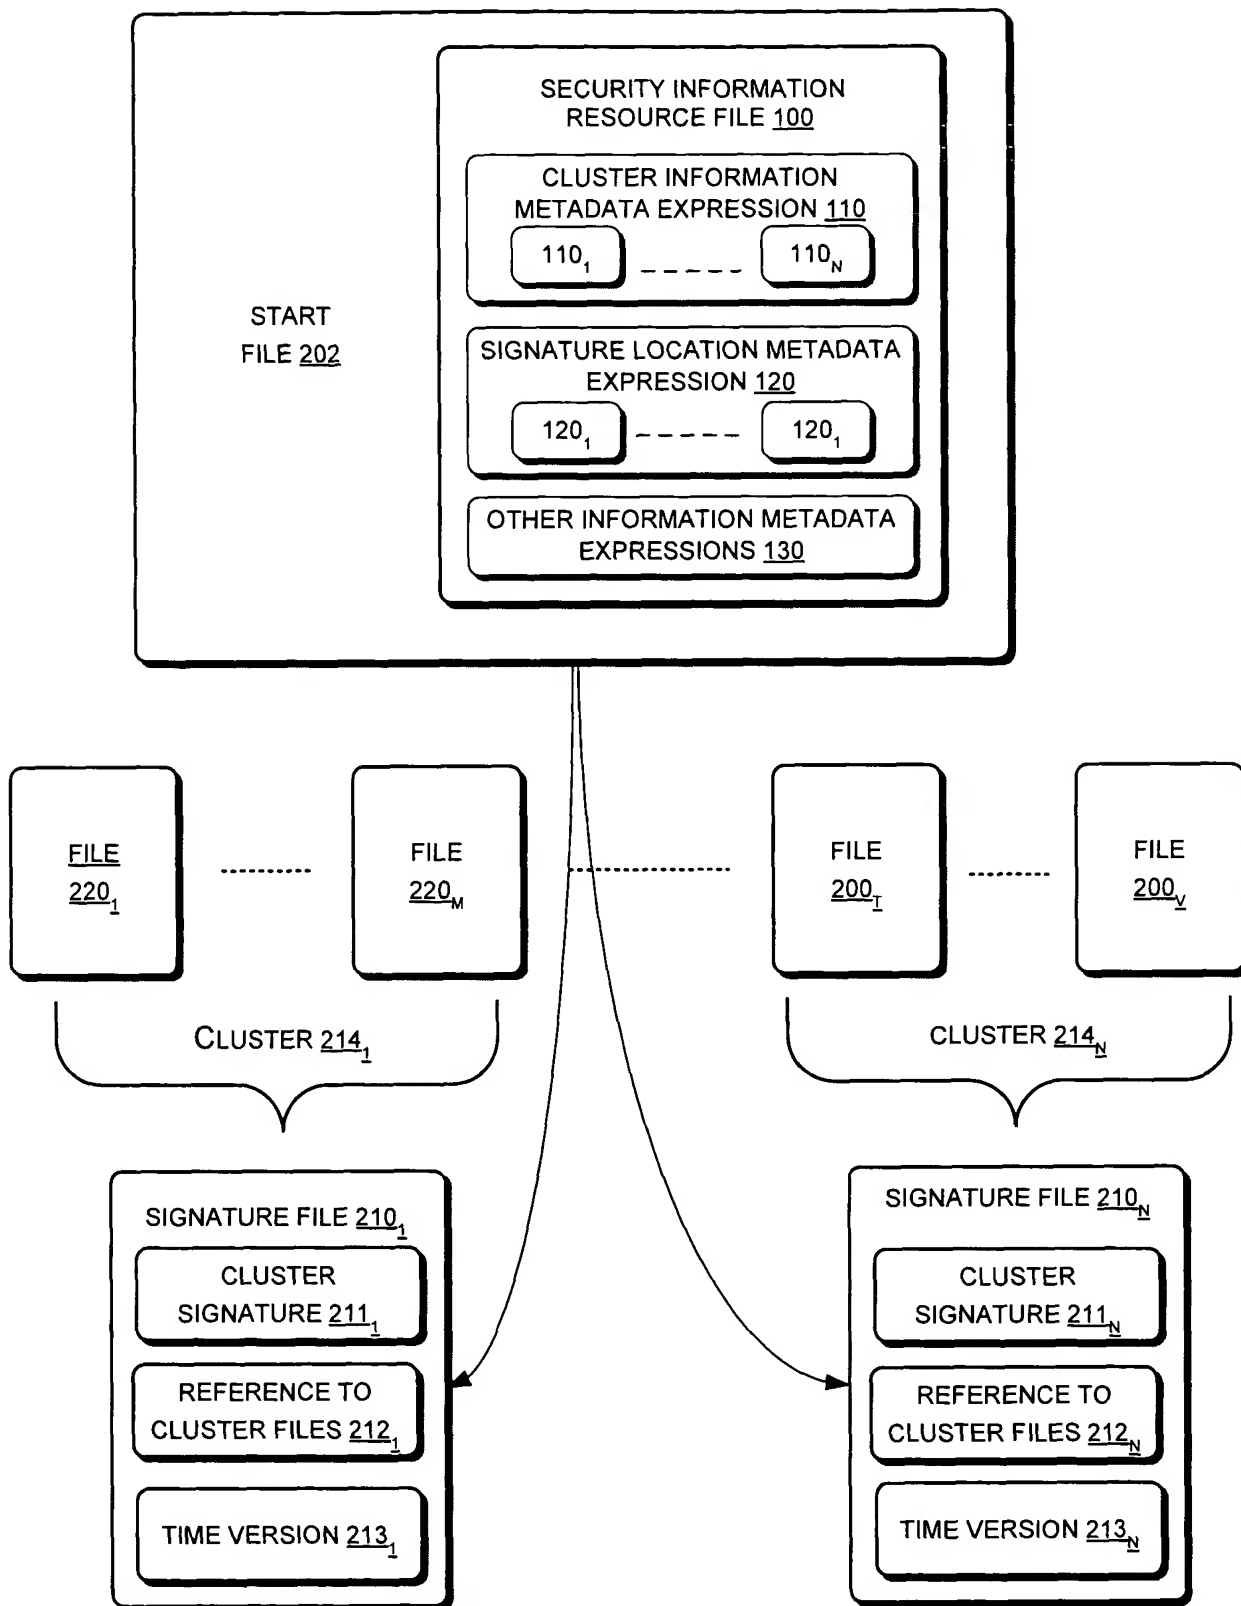 SECURITY INFORMATION
RESOURCE FILE 100
CLUSTER INFORMATION
METADATA EXPRESSION 110
110₁ 110N
START
FILE 202
SIGNATURE LOCATION METADATA
EXPRESSION 120
120₁ 120₁
OTHER INFORMATION METADATA
EXPRESSIONS 130
FILE
220₁
FILE
220M
FILE
200T
FILE
200V
CLUSTER 214₁
CLUSTER 214N
SIGNATURE FILE 210₁
CLUSTER
SIGNATURE 211₁
REFERENCE TO
CLUSTER FILES 212₁
TIME VERSION 213₁
SIGNATURE FILE 210N
CLUSTER
SIGNATURE 211N
REFERENCE TO
CLUSTER FILES 212N
TIME VERSION 213N